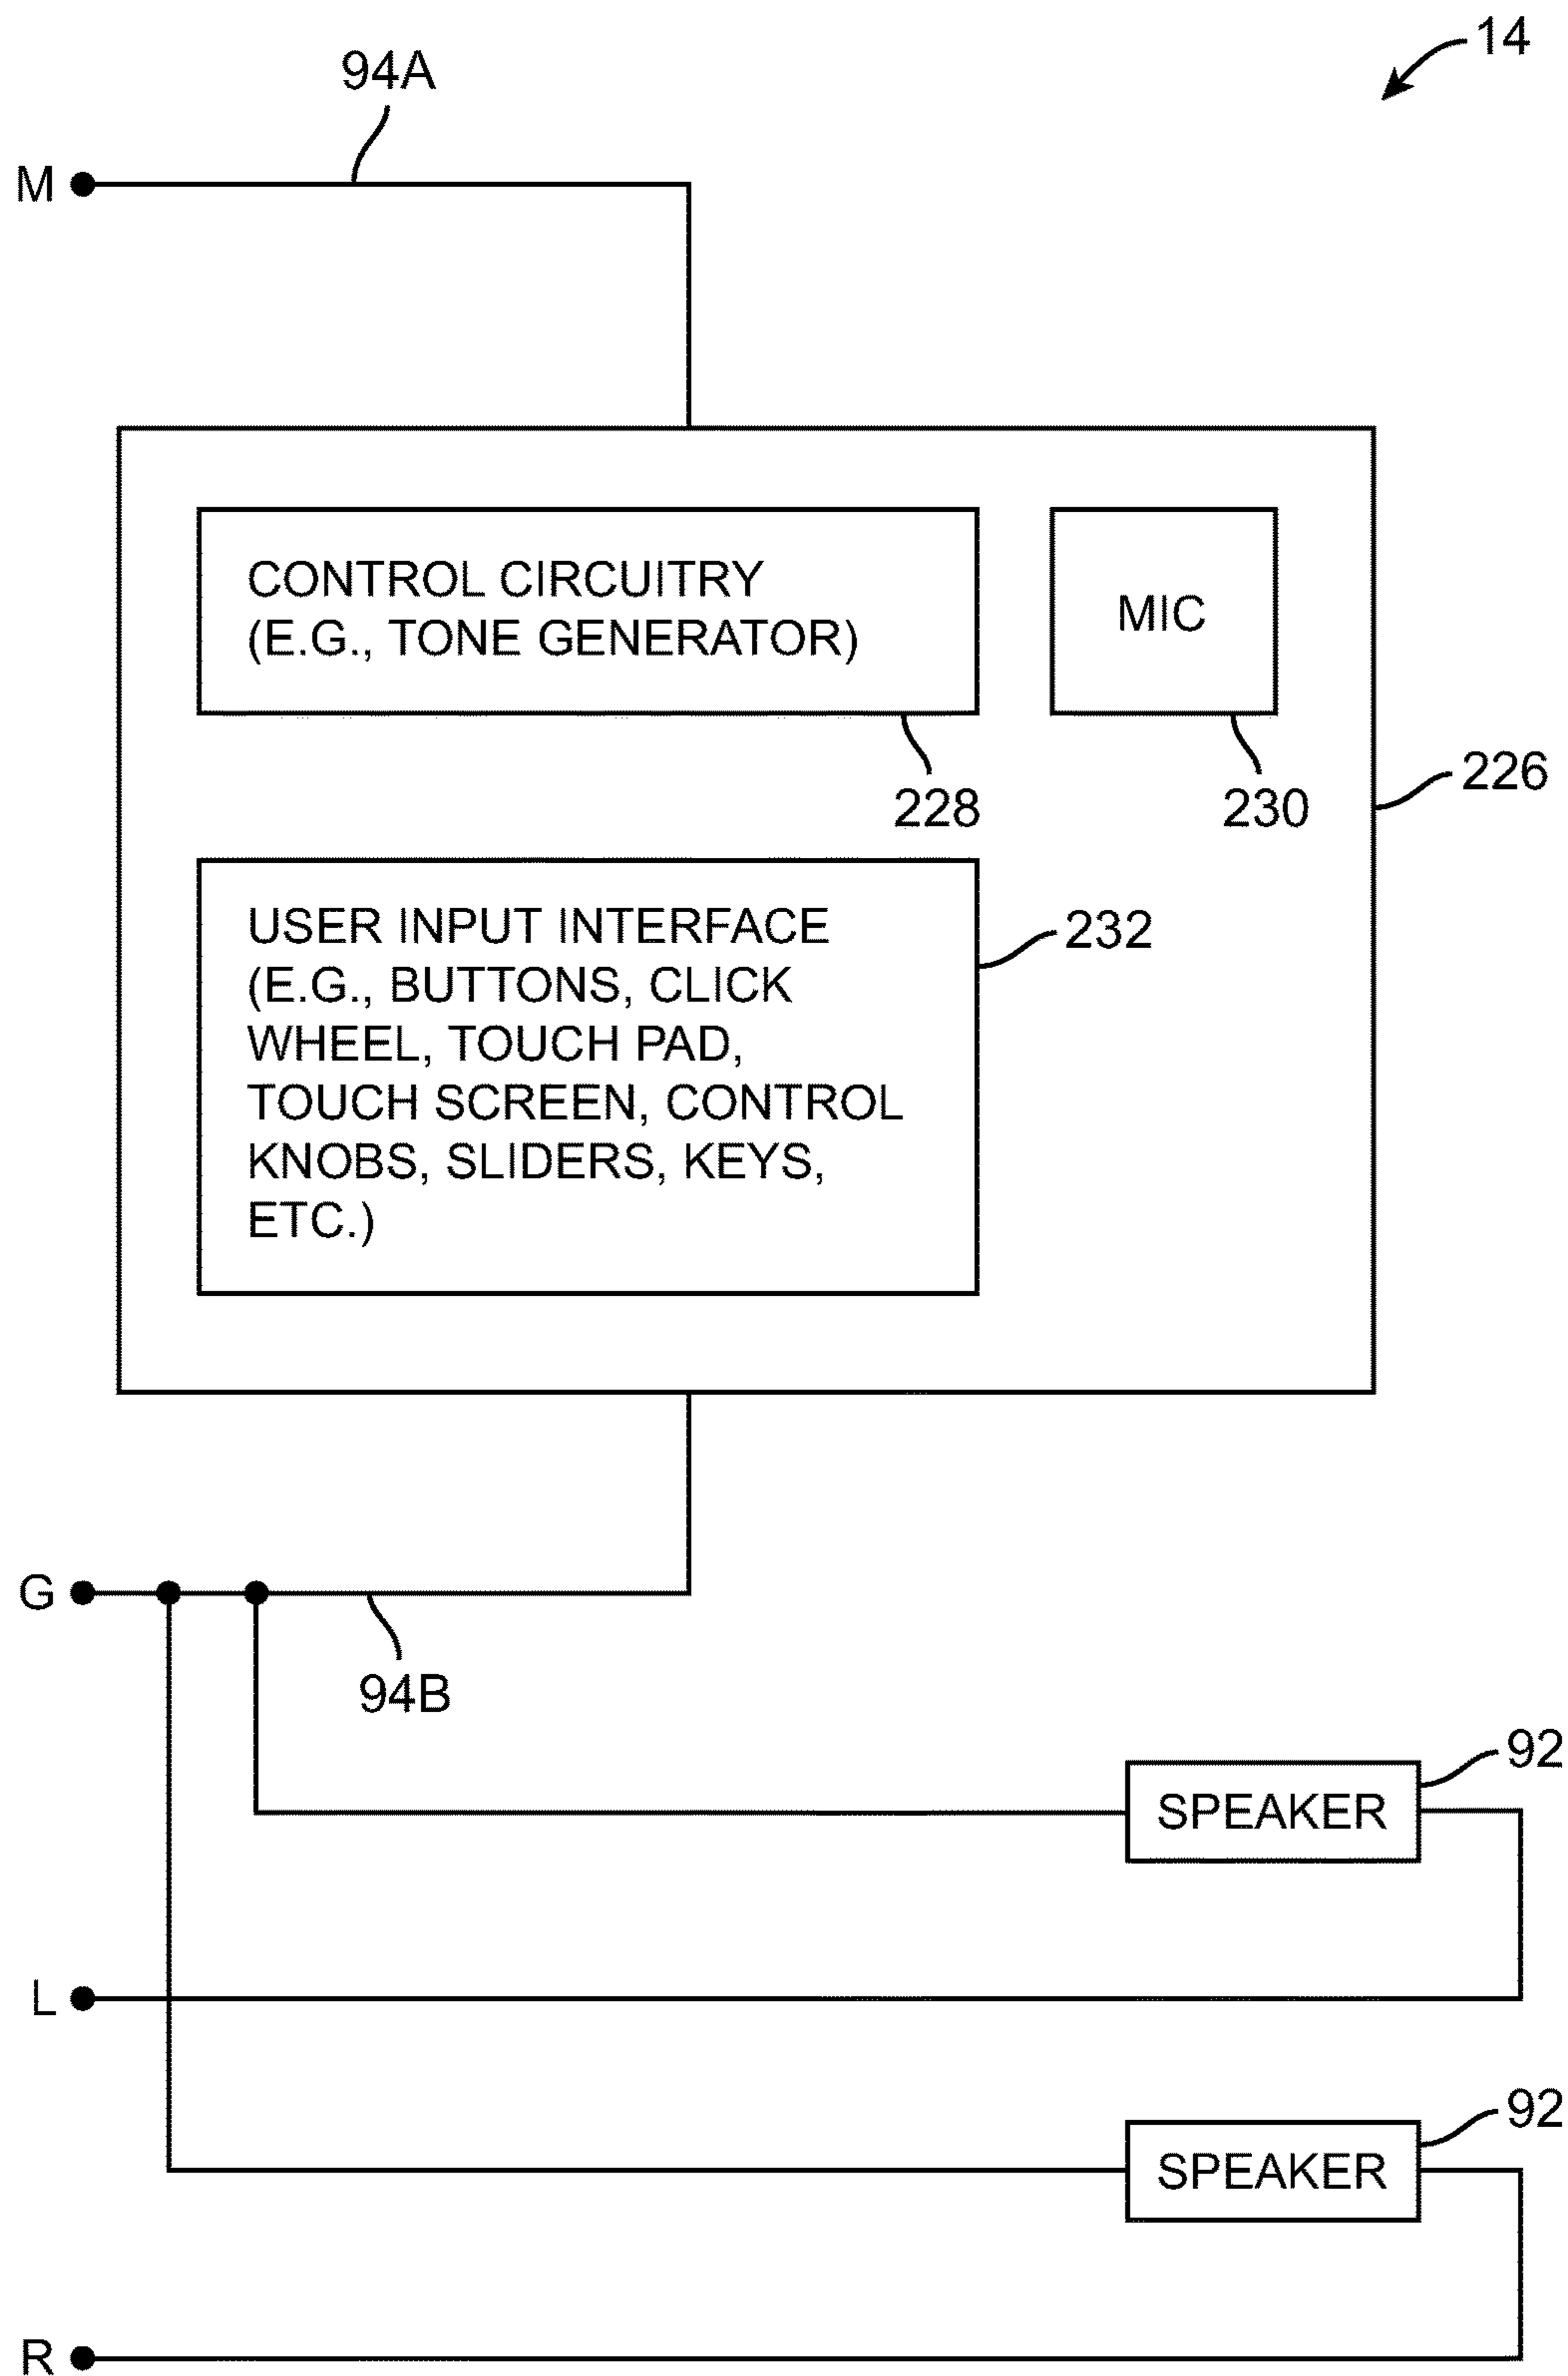 14
94A
M
CONTROL CIRCUITRY
(E.G., TONE GENERATOR)
MIC
228
230
226
USER INPUT INTERFACE
(E.G., BUTTONS, CLICK
WHEEL, TOUCH PAD,
TOUCH SCREEN, CONTROL
KNOBS, SLIDERS, KEYS,
ETC.)
232
G
94B
92
SPEAKER
L
92
SPEAKER
R